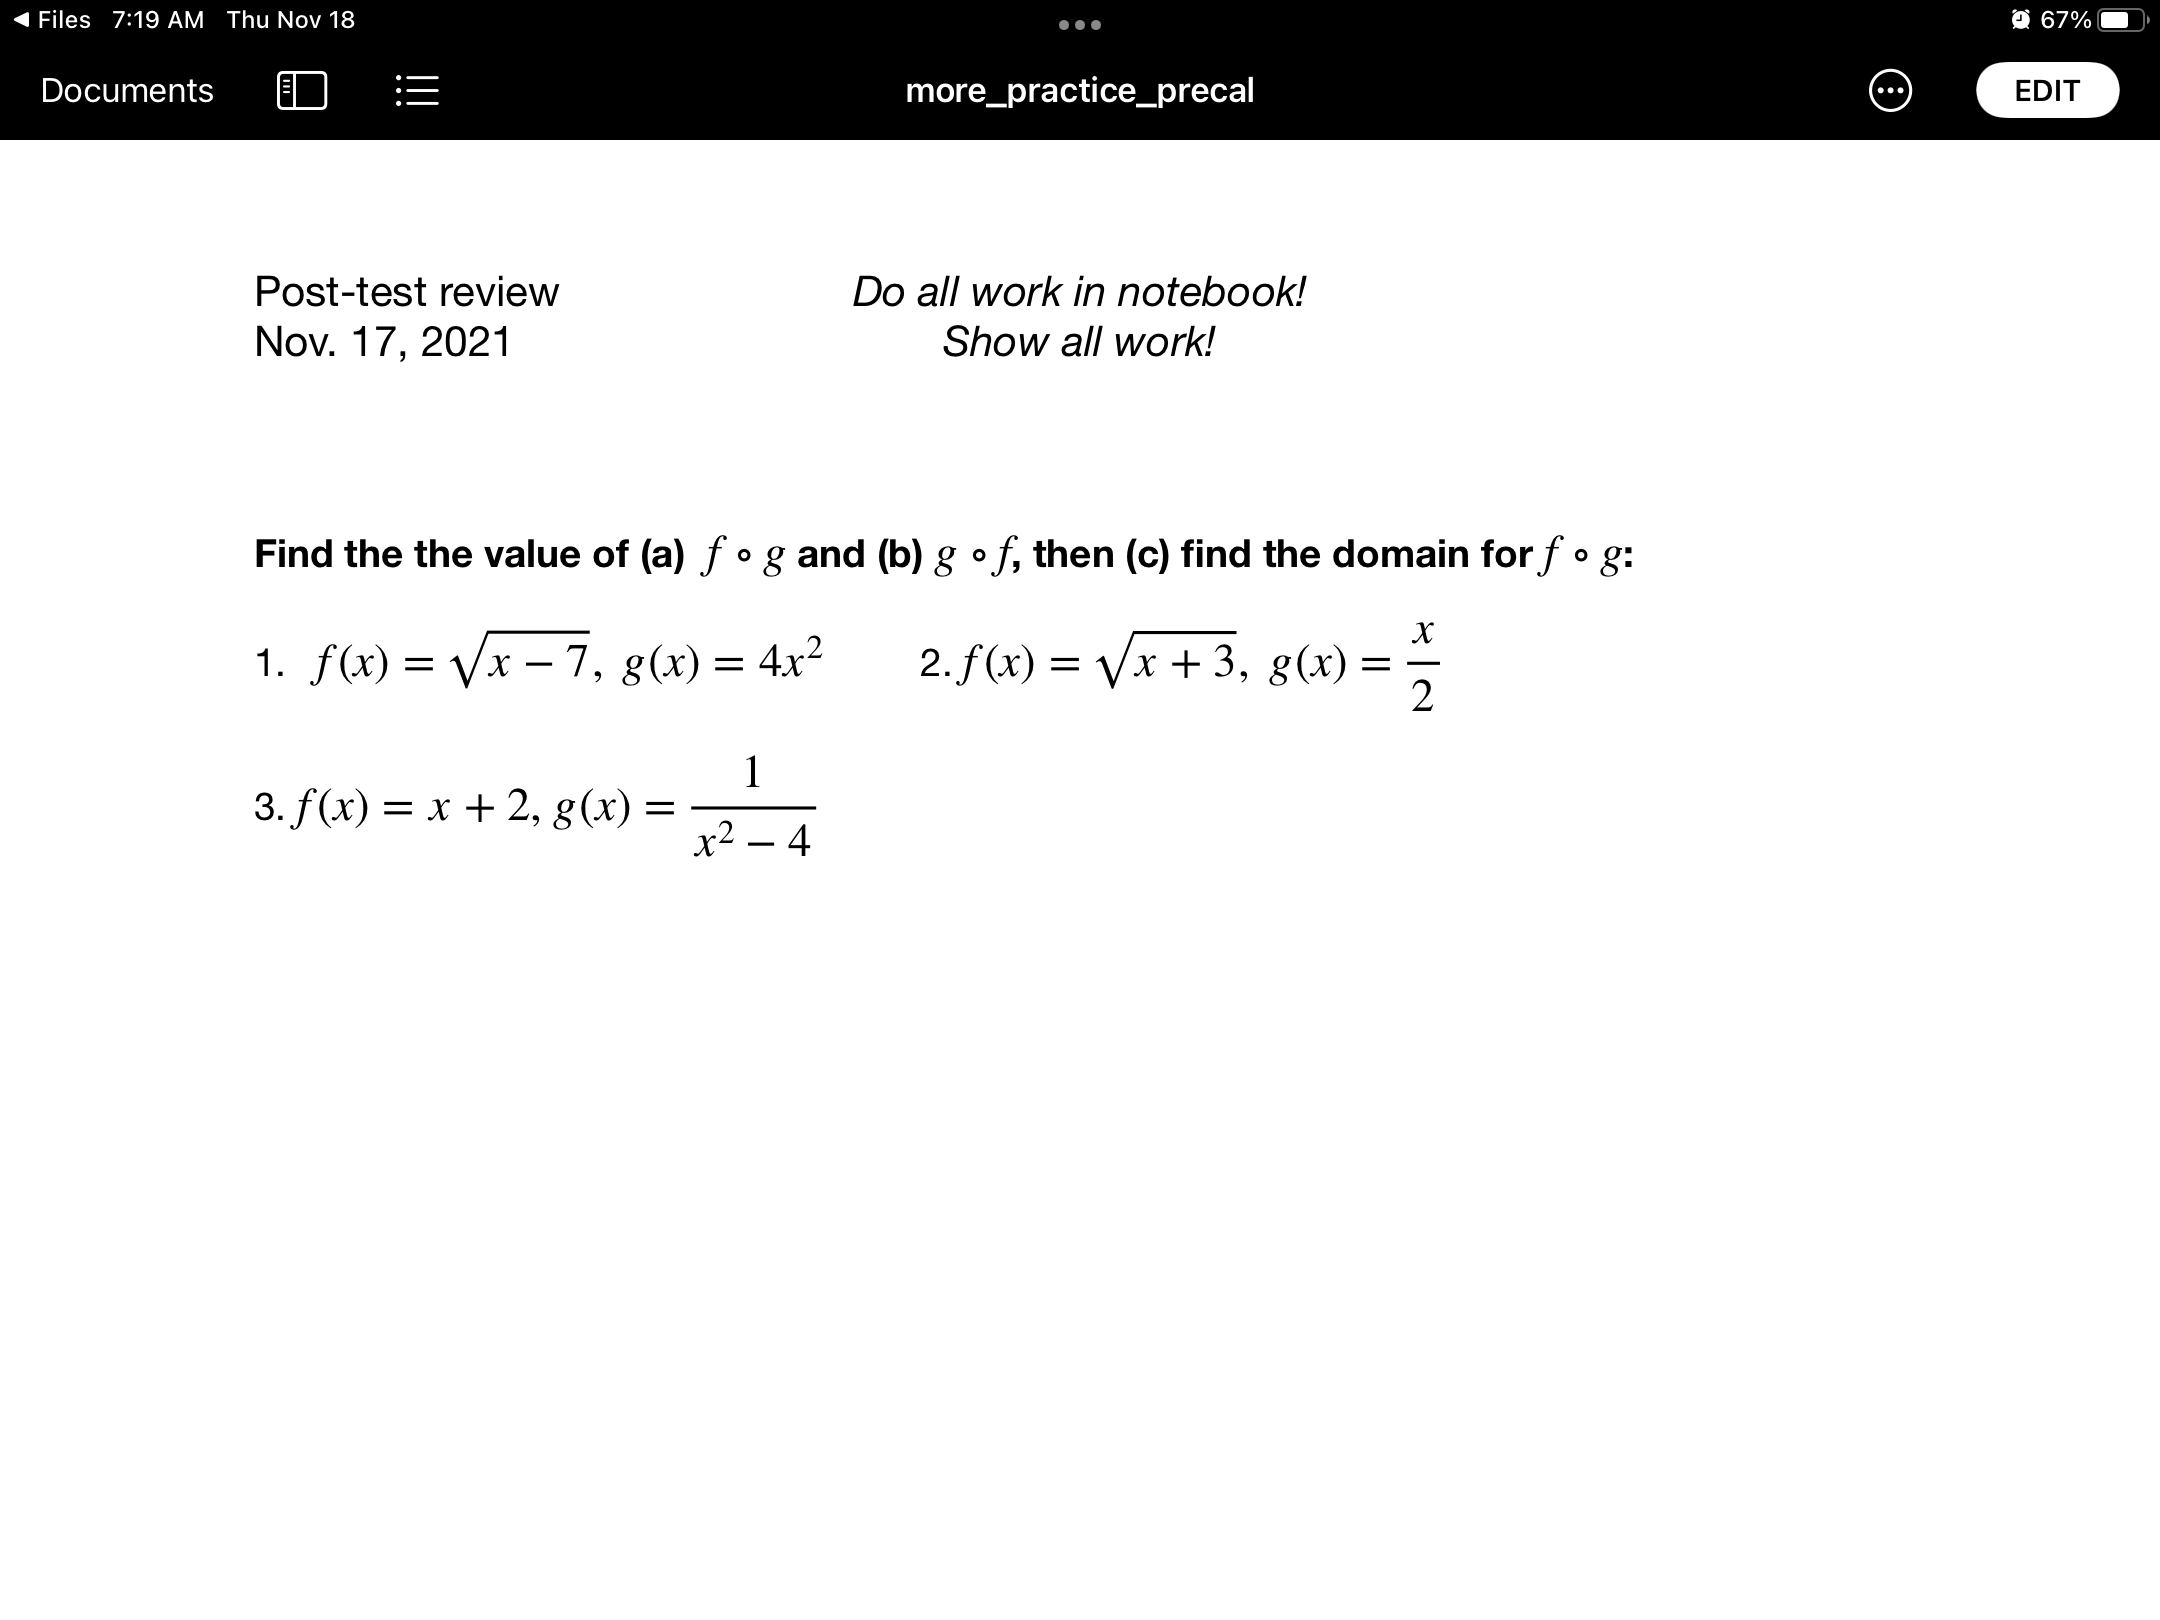 Files 7:19 AM Thu Nov 18 67%
Documents more_practice_precal EDIT
Post-test review Do all work in notebook!
Nov. 17, 2021 Show all work!
Find the the value of (a) f ∘ g and (b) g ∘ f, then (c) find the domain for f ∘ g:
1. f(x) = √(x − 7), g(x) = 4x² 2. f(x) = √(x + 3), g(x) = x/2
3. f(x) = x + 2, g(x) = 1/(x² − 4)